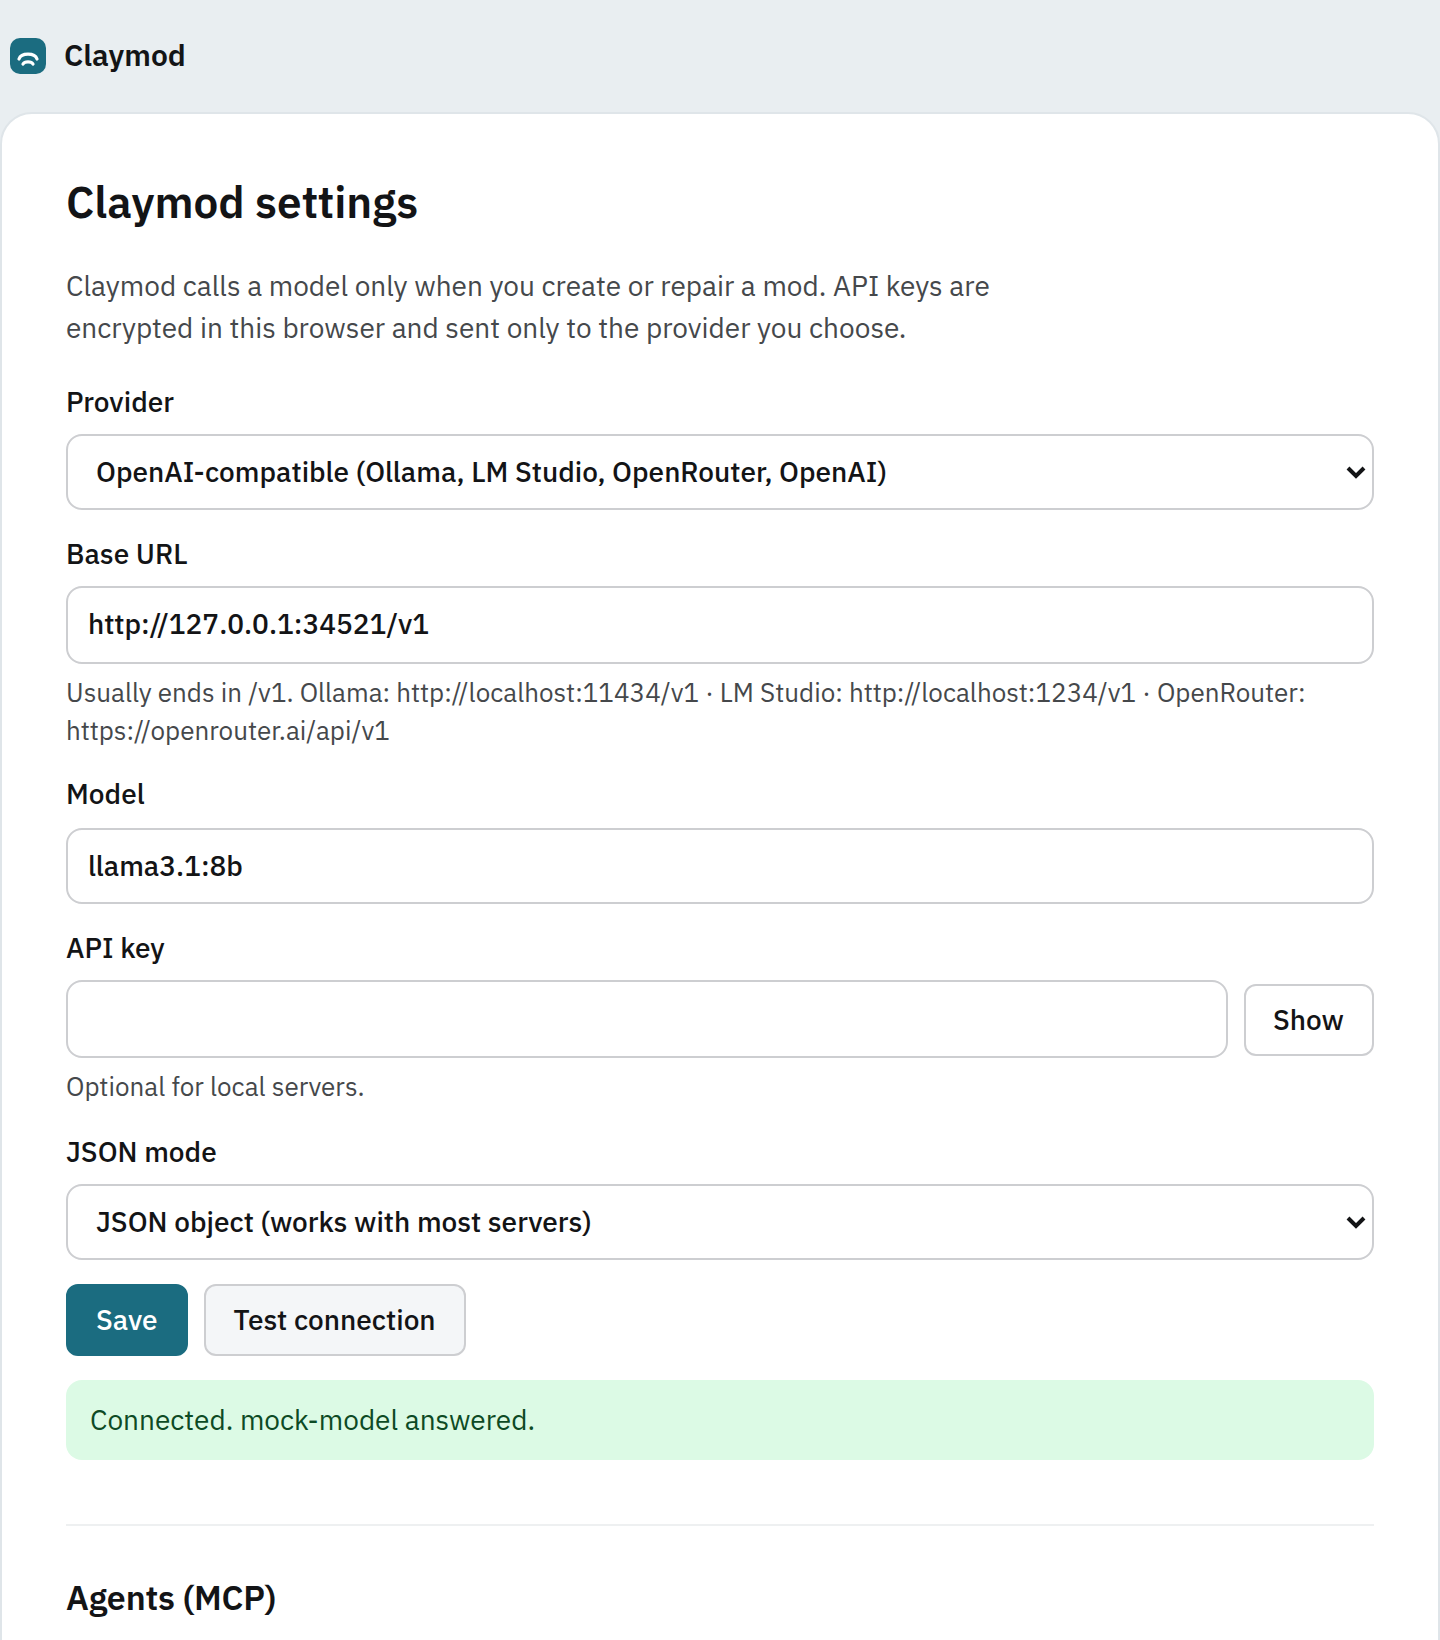 Claymod
Claymod settings
Claymod calls a model only when you create or repair a mod. API keys are
encrypted in this browser and sent only to the provider you choose.
Provider
OpenAI-compatible (Ollama, LM Studio, OpenRouter, OpenAI)
Base URL
http://127.0.0.1:34521/v1
Usually ends in /v1. Ollama: http://localhost:11434/v1 · LM Studio: http://localhost:1234/v1 · OpenRouter:
https://openrouter.ai/api/v1
Model
llama3.1:8b
API key
Show
Optional for local servers.
JSON mode
JSON object (works with most servers)
Save
Test connection
Connected. mock-model answered.
Agents (MCP)